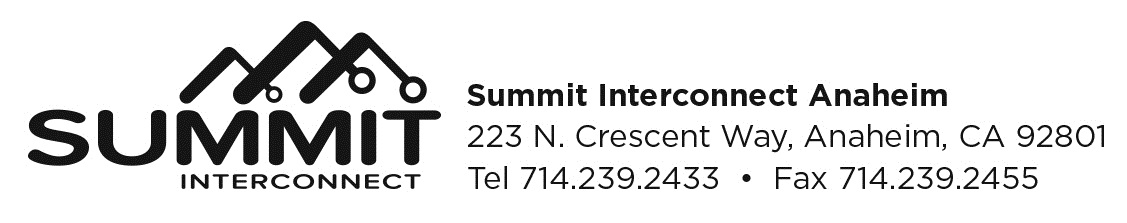 SUMMIT
INTERCONNECT
Summit Interconnect Anaheim
223 N. Crescent Way, Anaheim, CA 92801
Tel 714.239.2433 • Fax 714.239.2455